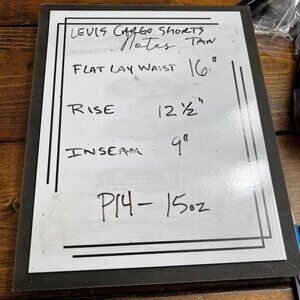 LEVIS CARGO SHORTS
Notes TAN
FLAT LAY WAIST 16"
RISE 12 ½"
INSEAM 9"
P14 - 15oz